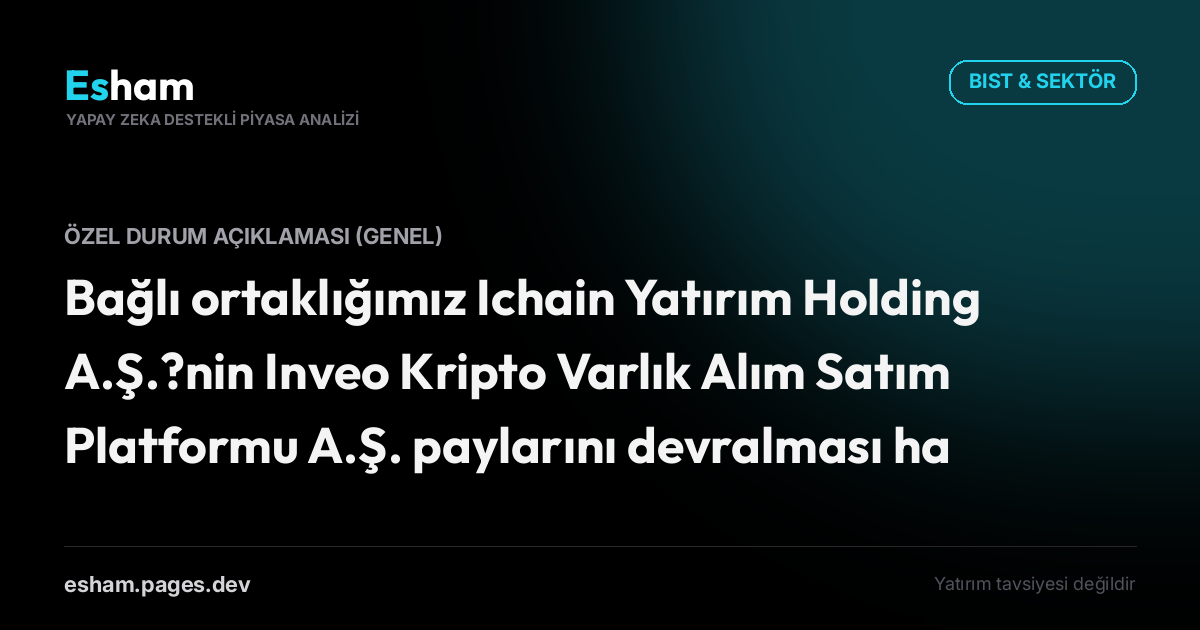 Esham
BIST & SEKTÖR
YAPAY ZEKA DESTEKLİ PİYASA ANALİZİ
ÖZEL DURUM AÇIKLAMASI (GENEL)
Bağlı ortaklığımız Ichain Yatırım Holding
A.Ş.?nin Inveo Kripto Varlık Alım Satım
Platformu A.Ş. paylarını devralması ha
esham.pages.dev
Yatırım tavsiyesi değildir